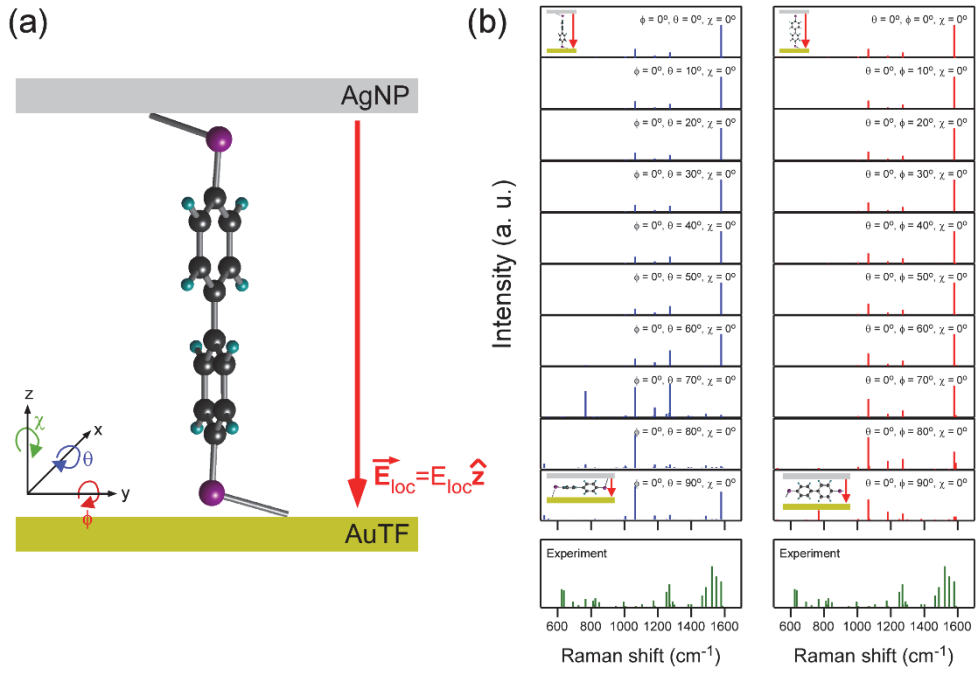 (a)
AgNP
z
χ
x
θ
y
ϕ
E⃗loc=Eloc ẑ
AuTF
(b)
Intensity (a. u.)
ϕ = 0º, θ = 0º, χ = 0º
ϕ = 0º, θ = 10º, χ = 0º
ϕ = 0º, θ = 20º, χ = 0º
ϕ = 0º, θ = 30º, χ = 0º
ϕ = 0º, θ = 40º, χ = 0º
ϕ = 0º, θ = 50º, χ = 0º
ϕ = 0º, θ = 60º, χ = 0º
ϕ = 0º, θ = 70º, χ = 0º
ϕ = 0º, θ = 80º, χ = 0º
ϕ = 0º, θ = 90º, χ = 0º
Experiment
600 800 1000 1200 1400 1600
Raman shift (cm⁻¹)
θ = 0º, ϕ = 0º, χ = 0º
θ = 0º, ϕ = 10º, χ = 0º
θ = 0º, ϕ = 20º, χ = 0º
θ = 0º, ϕ = 30º, χ = 0º
θ = 0º, ϕ = 40º, χ = 0º
θ = 0º, ϕ = 50º, χ = 0º
θ = 0º, ϕ = 60º, χ = 0º
θ = 0º, ϕ = 70º, χ = 0º
θ = 0º, ϕ = 80º, χ = 0º
θ = 0º, ϕ = 90º, χ = 0º
Experiment
600 800 1000 1200 1400 1600
Raman shift (cm⁻¹)